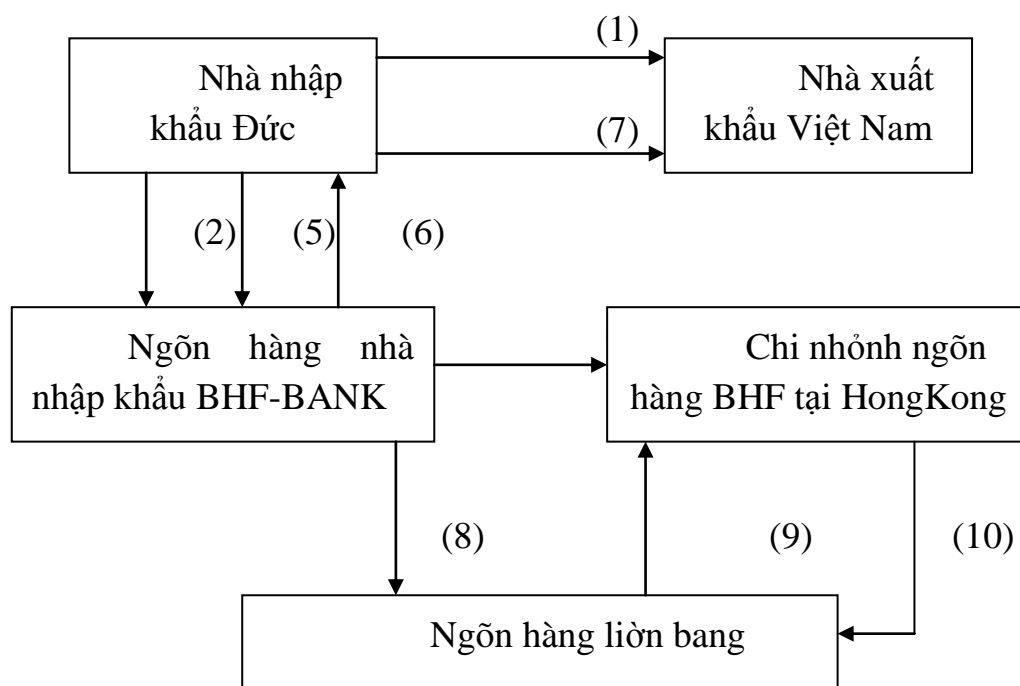 (1)
Nhà nhập
khẩu Đức
Nhà xuất
khẩu Việt Nam
(7)
(2) (5) (6)
Ngõn hàng nhà
nhập khẩu BHF-BANK
Chi nhỏnh ngõn
hàng BHF tại HongKong
(8) (9) (10)
Ngõn hàng liờn bang